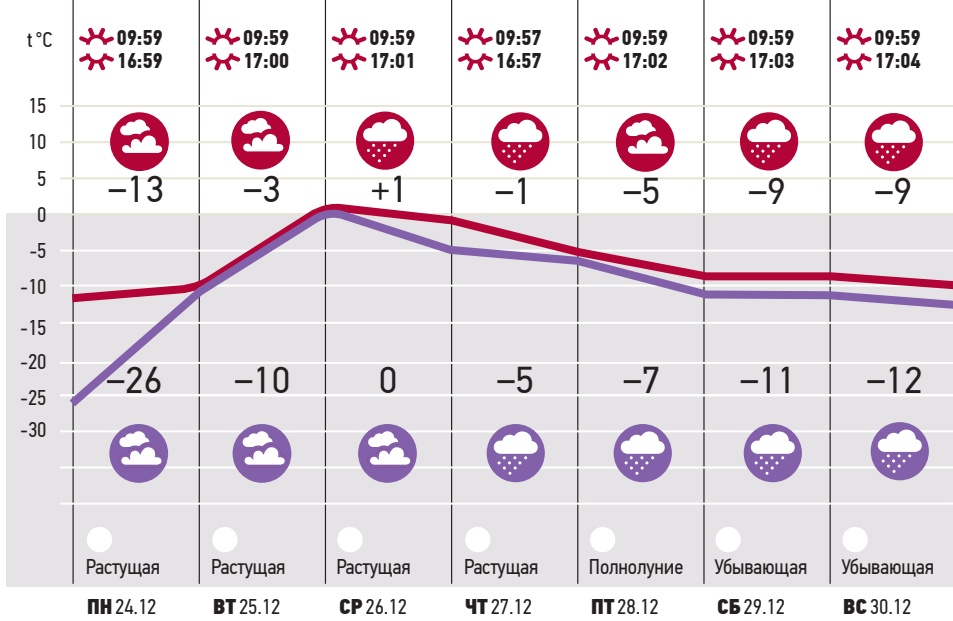 t °C
09:59 09:59 09:59 09:57 09:59 09:59 09:59
16:59 17:00 17:01 16:57 17:02 17:03 17:04
15
10
5
–13 –3 +1 –1 –5 –9 –9
0
-5
-10
-15
-20
–26 –10 0 –5 –7 –11 –12
-25
-30
Растущая Растущая Растущая Растущая Полнолуние Убывающая Убывающая
ПН 24.12 ВТ 25.12 СР 26.12 ЧТ 27.12 ПТ 28.12 СБ 29.12 ВС 30.12